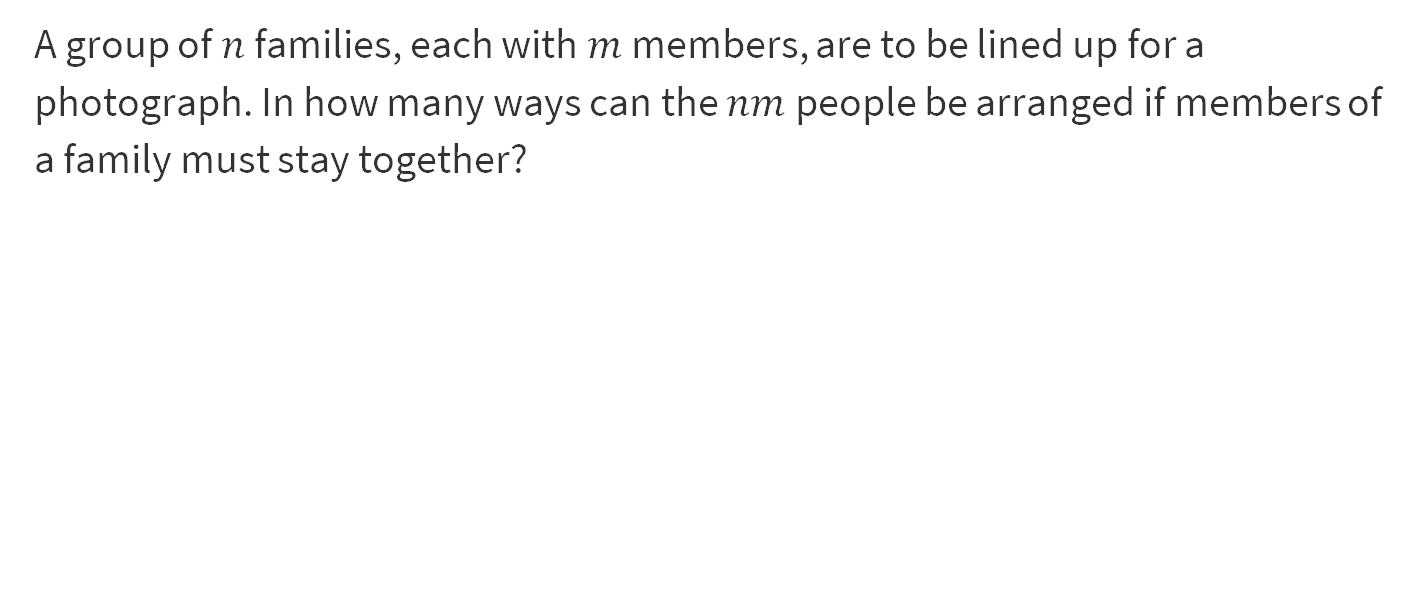 A group of n families, each with m members, are to be lined up for a
photograph. In how many ways can the nm people be arranged if members of
a family must stay together?